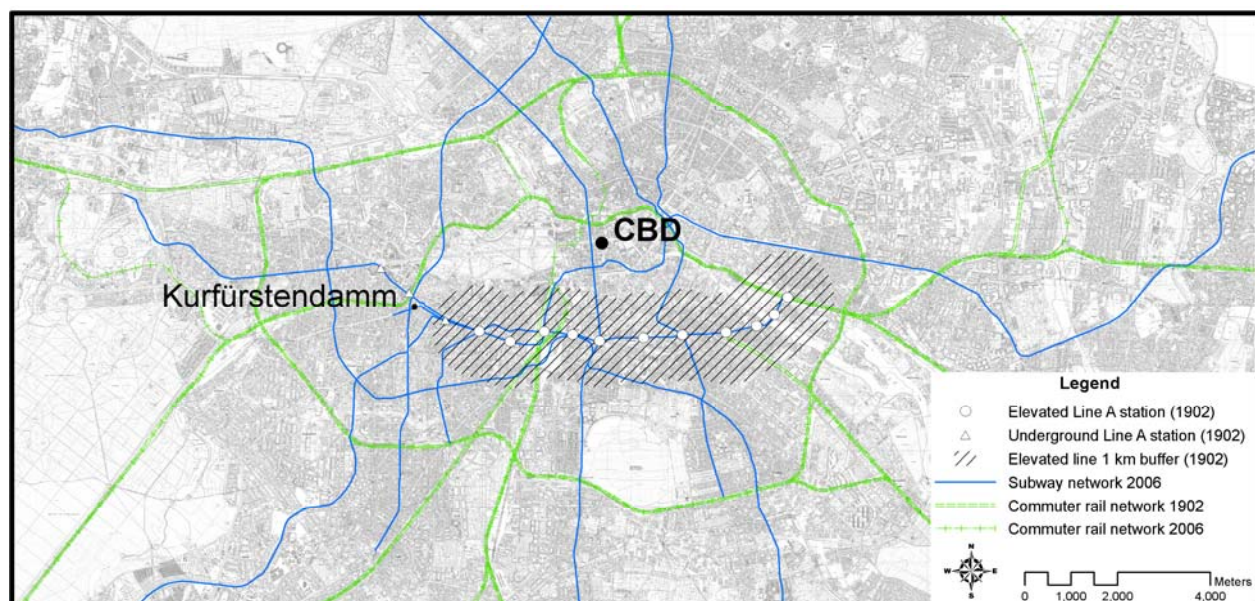 CBD
Kurfürstendamm
Legend
Elevated Line A station (1902)
Underground Line A station (1902)
Elevated line 1 km buffer (1902)
Subway network 2006
Commuter rail network 1902
Commuter rail network 2006
N
W E
S
Meters
0 1,000 2,000 4,000